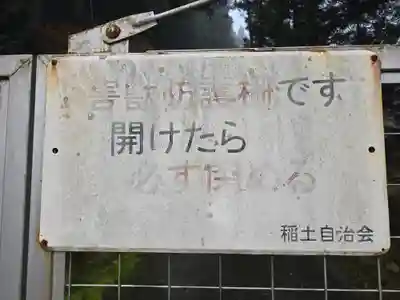 害獣防護柵です
開けたら
必ず閉める
稲土自治会